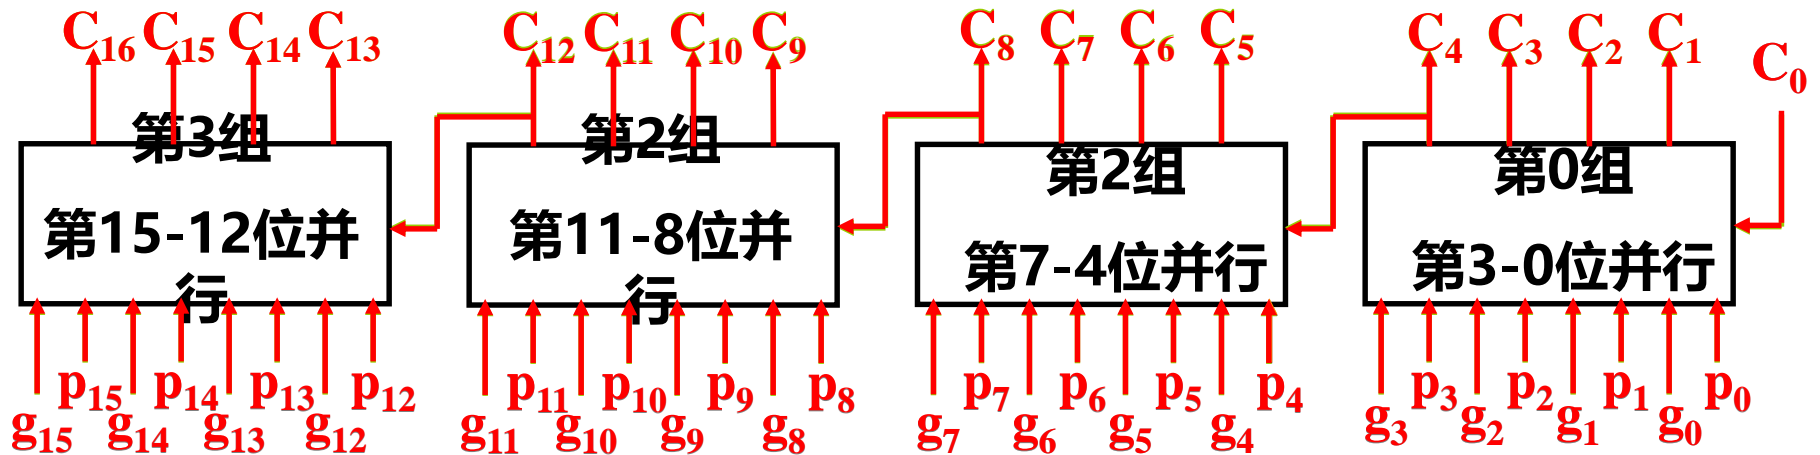 C16 C15 C14 C13 C12 C11 C10 C9 C8 C7 C6 C5 C4 C3 C2 C1 C0
第3组 第2组 第2组 第0组
第15-12位并行 第11-8位并行 第7-4位并行 第3-0位并行
p15 p14 p13 p12 p11 p10 p9 p8 p7 p6 p5 p4 p3 p2 p1 p0
g15 g14 g13 g12 g11 g10 g9 g8 g7 g6 g5 g4 g3 g2 g1 g0